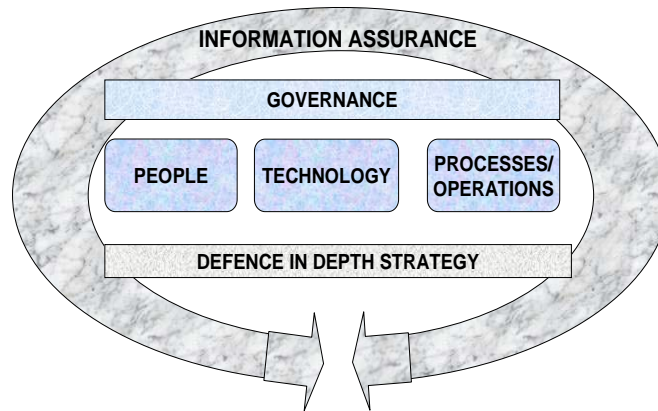 INFORMATION ASSURANCE
GOVERNANCE
PEOPLE
TECHNOLOGY
PROCESSES/
OPERATIONS
DEFENCE IN DEPTH STRATEGY